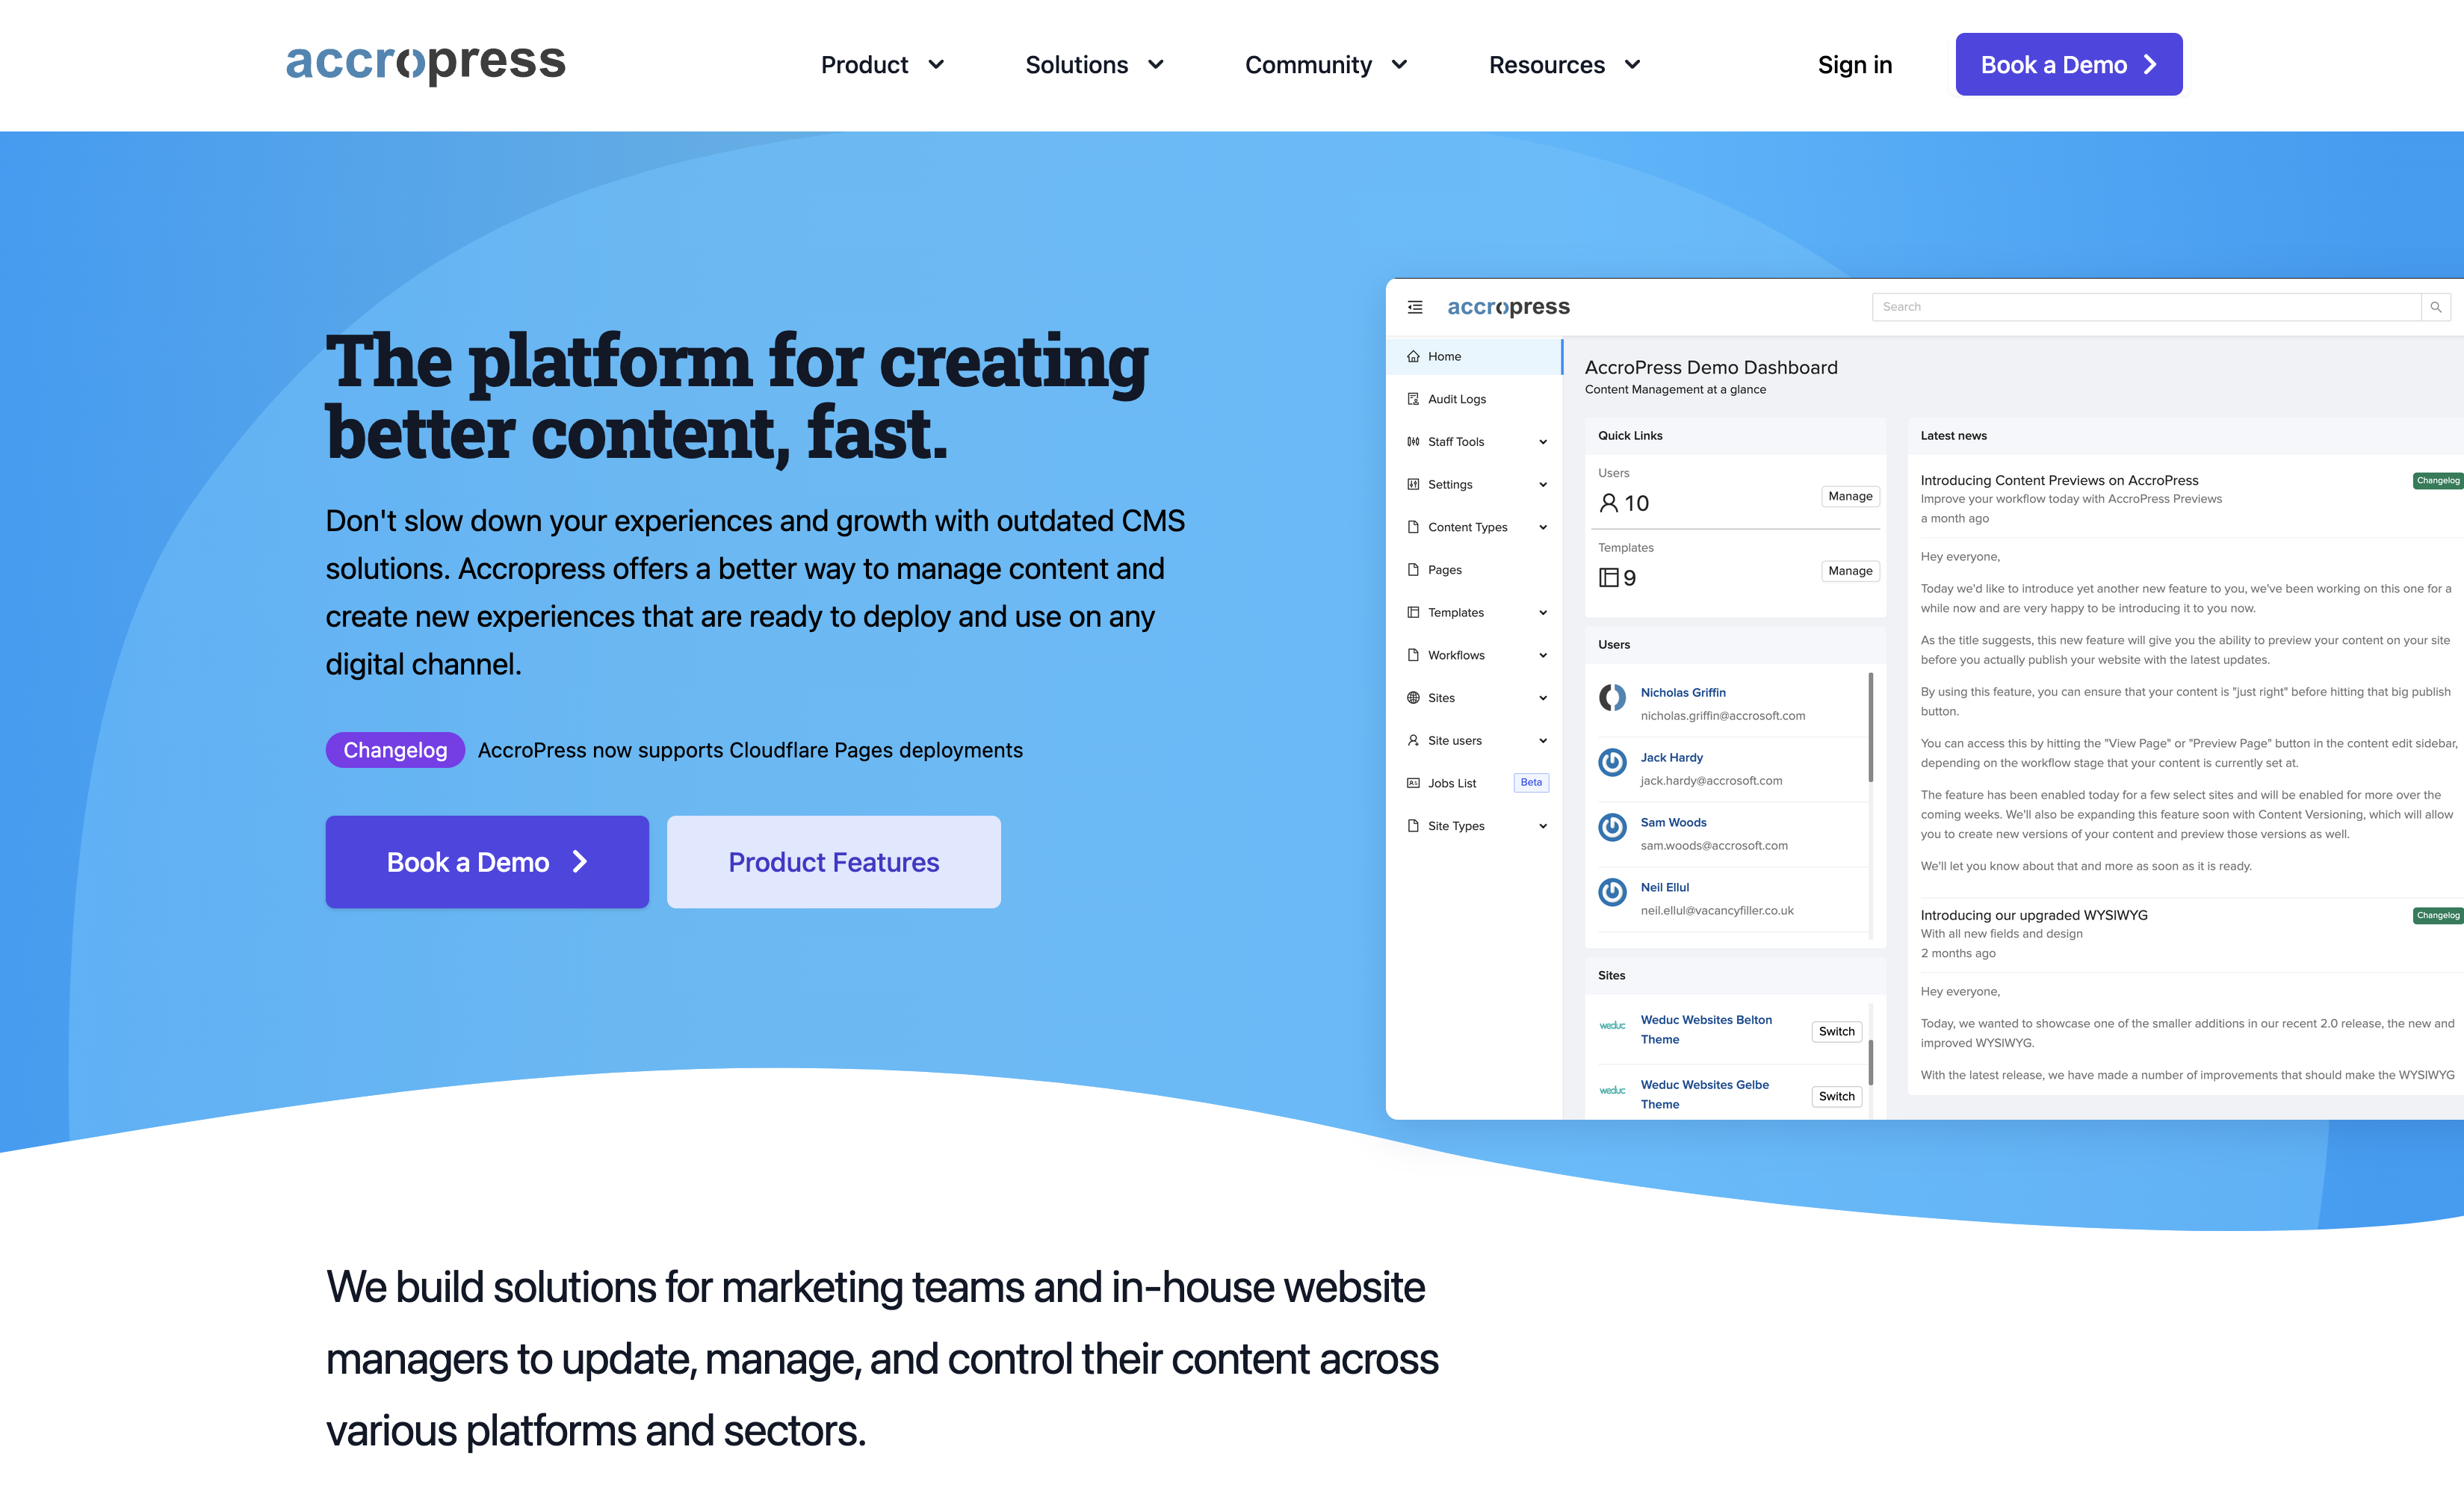 accropress
Product
Solutions
Community
Resources
Sign in
Book a Demo
The platform for creating
better content, fast.
Don't slow down your experiences and growth with outdated CMS
solutions. Accropress offers a better way to manage content and
create new experiences that are ready to deploy and use on any
digital channel.
Changelog AccroPress now supports Cloudflare Pages deployments
Book a Demo
Product Features
accropress
Search
Home
Audit Logs
Staff Tools
Settings
Content Types
Pages
Templates
Workflows
Sites
Site users
Jobs List Beta
Site Types
AccroPress Demo Dashboard
Content Management at a glance
Quick Links
Users
10
Manage
Templates
9
Manage
Users
Nicholas Griffin
nicholas.griffin@accrosoft.com
Jack Hardy
jack.hardy@accrosoft.com
Sam Woods
sam.woods@accrosoft.com
Neil Ellul
neil.ellul@vacancyfiller.co.uk
Sites
weduc
Weduc Websites Belton
Theme
Switch
weduc
Weduc Websites Gelbe
Theme
Switch
Latest news
Introducing Content Previews on AccroPress
Changelog
Improve your workflow today with AccroPress Previews
a month ago
Hey everyone,
Today we'd like to introduce yet another new feature to you, we've been working on this one for a
while now and are very happy to be introducing it to you now.
As the title suggests, this new feature will give you the ability to preview your content on your site
before you actually publish your website with the latest updates.
By using this feature, you can ensure that your content is "just right" before hitting that big publish
button.
You can access this by hitting the "View Page" or "Preview Page" button in the content edit sidebar,
depending on the workflow stage that your content is currently set at.
The feature has been enabled today for a few select sites and will be enabled for more over the
coming weeks. We'll also be expanding this feature soon with Content Versioning, which will allow
you to create new versions of your content and preview those versions as well.
We'll let you know about that and more as soon as it is ready.
Introducing our upgraded WYSIWYG
Changelog
With all new fields and design
2 months ago
Hey everyone,
Today, we wanted to showcase one of the smaller additions in our recent 2.0 release, the new and
improved WYSIWYG.
With the latest release, we have made a number of improvements that should make the WYSIWYG
We build solutions for marketing teams and in-house website
managers to update, manage, and control their content across
various platforms and sectors.